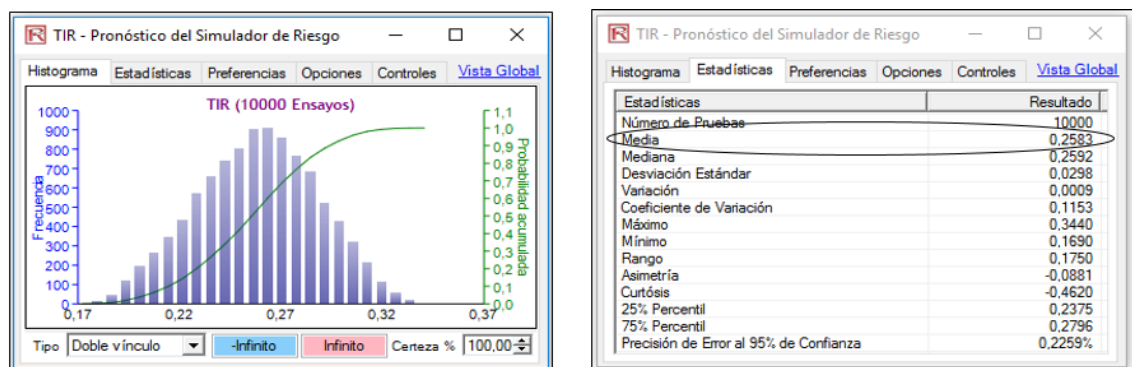 TIR - Pronóstico del Simulador de Riesgo
Histograma Estadísticas Preferencias Opciones Controles Vista Global
TIR (10000 Ensayos)
Frecuencia
1000
900
800
700
600
500
400
300
200
100
0
0,17 0,22 0,27 0,32 0,37
1,1
1,0
0,9
0,8
0,7
0,6
0,5
0,4
0,3
0,2
0,1
0,0
Probabilidad acumulada
Tipo Doble vínculo -Infinito Infinito Certeza % 100,00
TIR - Pronóstico del Simulador de Riesgo
Histograma Estadísticas Preferencias Opciones Controles Vista Global
Estadísticas Resultado
Número de Pruebas 10000
Media 0,2583
Mediana 0,2592
Desviación Estándar 0,0298
Variación 0,0009
Coeficiente de Variación 0,1153
Máximo 0,3440
Mínimo 0,1690
Rango 0,1750
Asimetría -0,0881
Curtósis -0,4620
25% Percentil 0,2375
75% Percentil 0,2796
Precisión de Error al 95% de Confianza 0,2259%